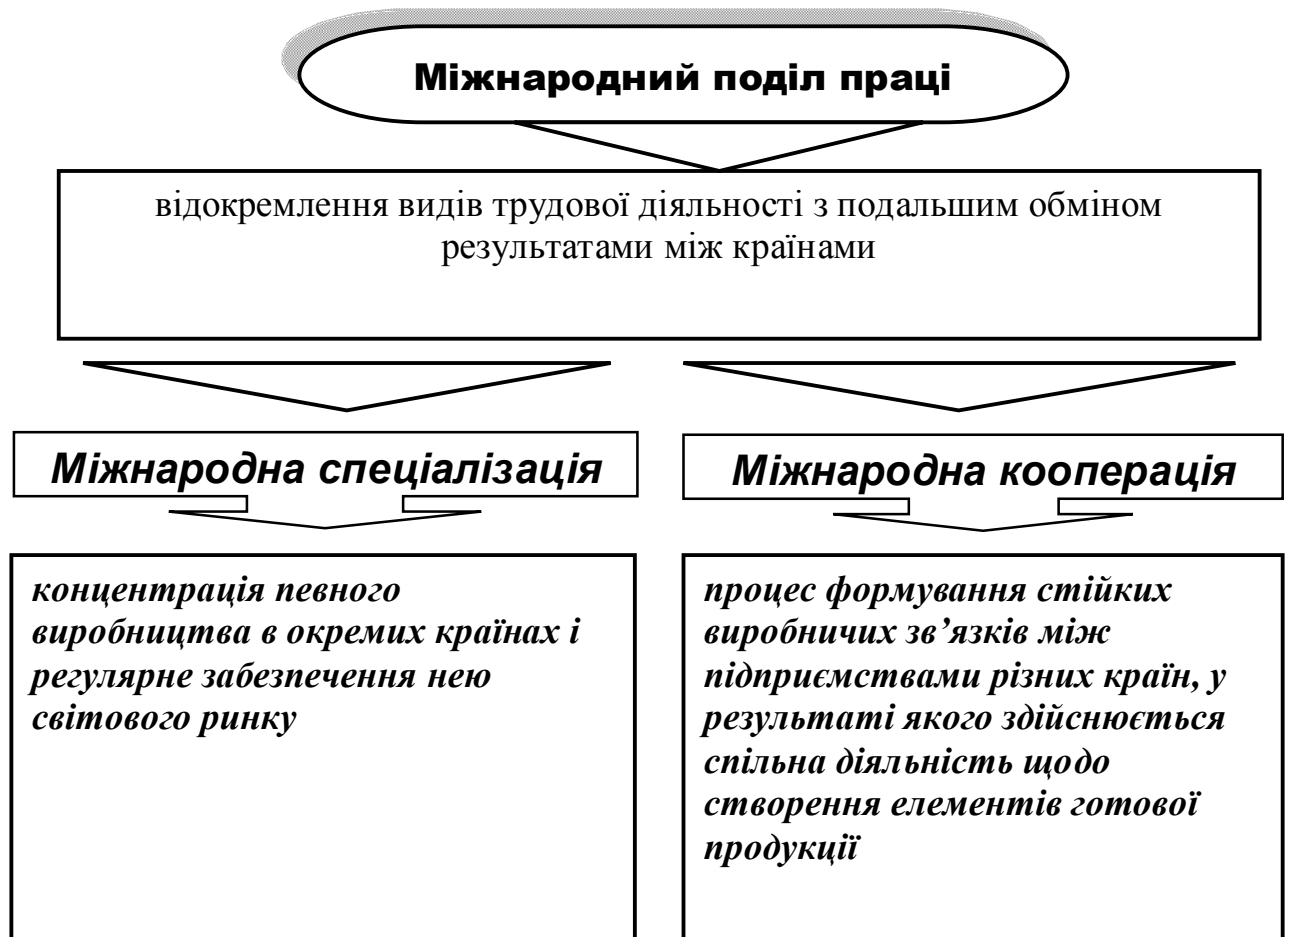 Міжнародний поділ праці
відокремлення видів трудової діяльності з подальшим обміном
результатами між країнами
Міжнародна спеціалізація
Міжнародна кооперація
концентрація певного
виробництва в окремих країнах і
регулярне забезпечення нею
світового ринку
процес формування стійких
виробничих зв’язків між
підприємствами різних країн, у
результаті якого здійснюється
спільна діяльність щодо
створення елементів готової
продукції